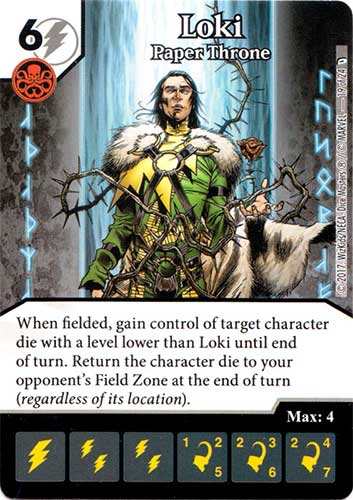 6
Loki
Paper Throne
When fielded, gain control of target character
die with a level lower than Loki until end
of turn. Return the character die to your
opponent's Field Zone at the end of turn
(regardless of its location).
Max: 4
1 2 5
2 3 6
2 4 7